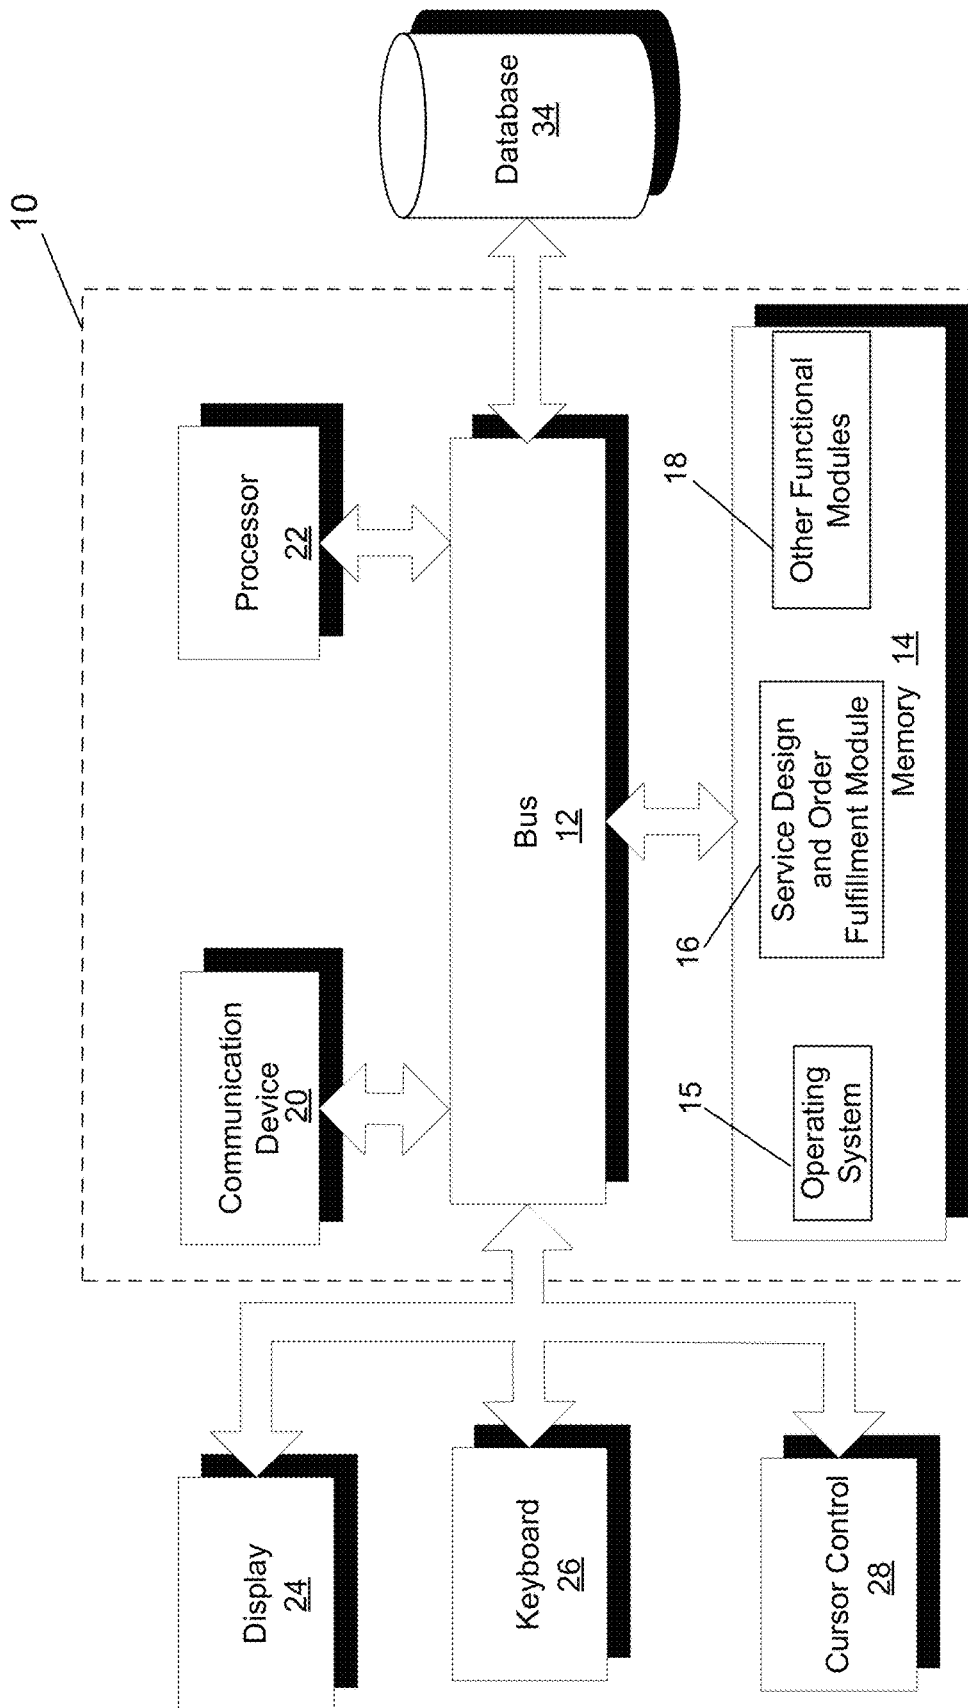 10
Display
24
Keyboard
26
Cursor Control
28
Communication
Device
20
Processor
22
Bus
12
Database
34
15
Operating
System
16
Service Design
and Order
Fulfillment Module
18
Other Functional
Modules
Memory 14